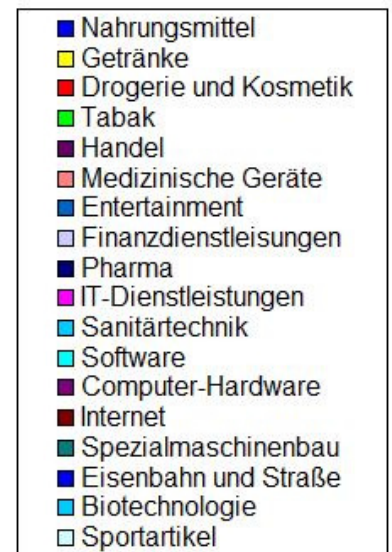 Nahrungsmittel
Getränke
Drogerie und Kosmetik
Tabak
Handel
Medizinische Geräte
Entertainment
Finanzdienstleisungen
Pharma
IT-Dienstleistungen
Sanitärtechnik
Software
Computer-Hardware
Internet
Spezialmaschinenbau
Eisenbahn und Straße
Biotechnologie
Sportartikel